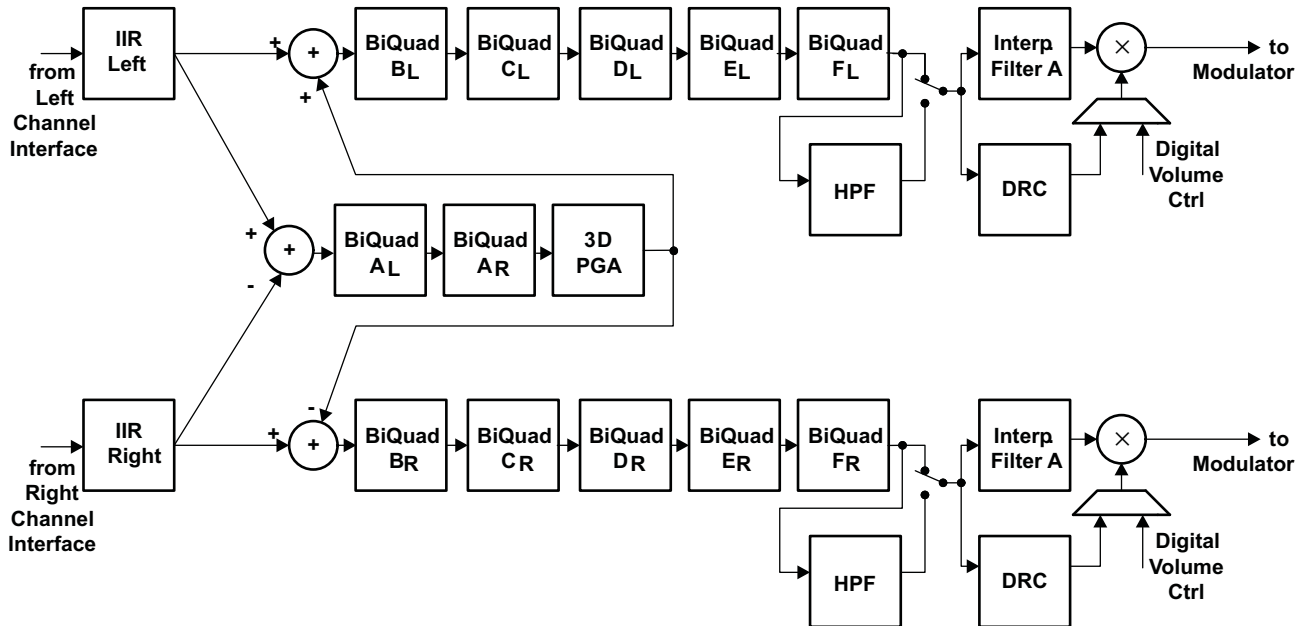 IIR
Left
from
Left
Channel
Interface
+
+
+
BiQuad
BL
BiQuad
CL
BiQuad
DL
BiQuad
EL
BiQuad
FL
HPF
Interp.
Filter A
DRC
×
to
Modulator
Digital
Volume
Ctrl
+
-
+
BiQuad
AL
BiQuad
AR
3D
PGA
IIR
Right
from
Right
Channel
Interface
+
-
+
BiQuad
BR
BiQuad
CR
BiQuad
DR
BiQuad
ER
BiQuad
FR
HPF
Interp.
Filter A
DRC
×
to
Modulator
Digital
Volume
Ctrl